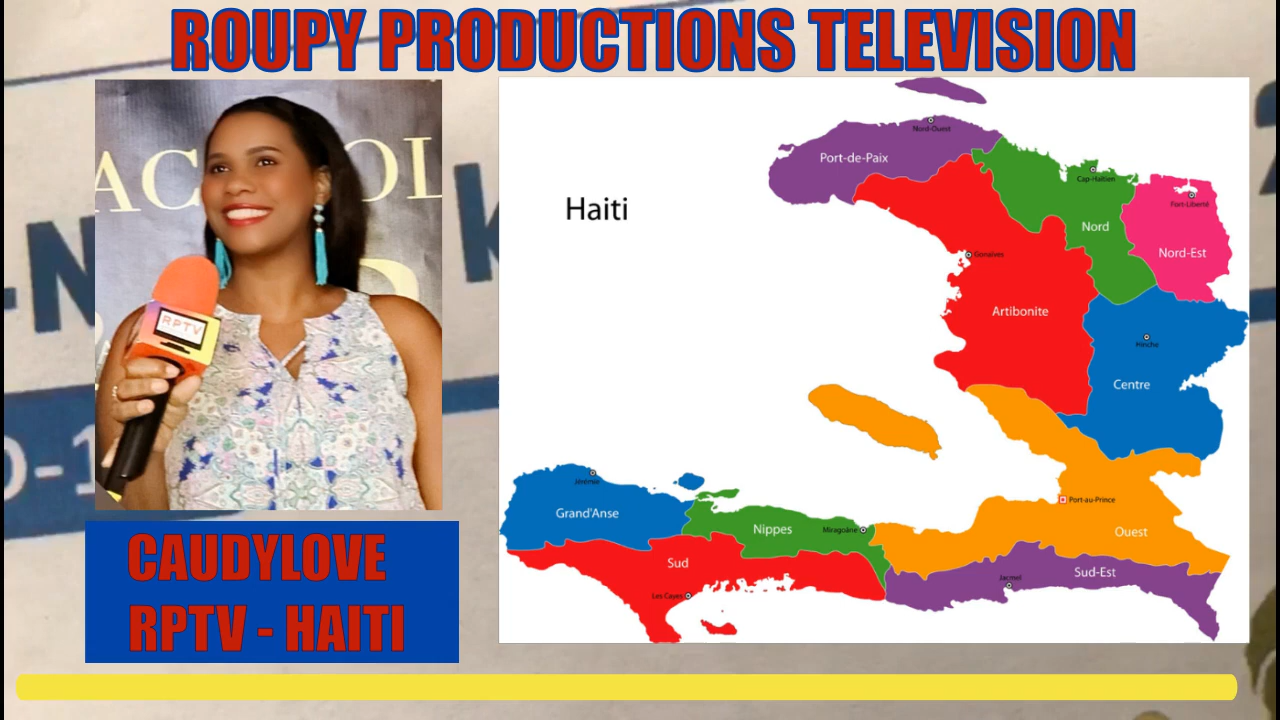 ROUPY PRODUCTIONS TELEVISION
AC
OL
RPTV
CAUDYLOVE
RPTV - HAITI
Haiti
Nord-Ouest
Port-de-Paix
Cap-Haïtien
Fort-Liberté
Nord
Nord-Est
Gonaïves
Artibonite
Hinche
Centre
Jérémie
Port-au-Prince
Grand'Anse
Nippes
Miragoâne
Ouest
Sud
Sud-Est
Jacmel
Les Cayes